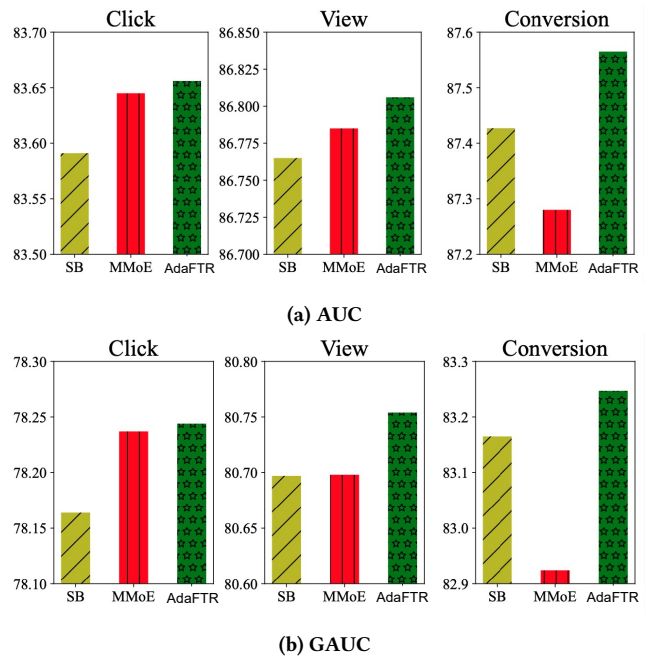 Click View Conversion
83.70 86.850 87.6
83.65 86.825 87.5
83.60 86.800 87.4
83.55 86.775 87.3
83.50 86.750 87.2
86.725
86.700
SB MMoE AdaFTR SB MMoE AdaFTR SB MMoE AdaFTR
(a) AUC
Click View Conversion
78.30 80.80 83.3
78.25 80.75 83.2
78.20 80.70 83.1
78.15 80.65 83.0
78.10 80.60 82.9
SB MMoE AdaFTR SB MMoE AdaFTR SB MMoE AdaFTR
(b) GAUC